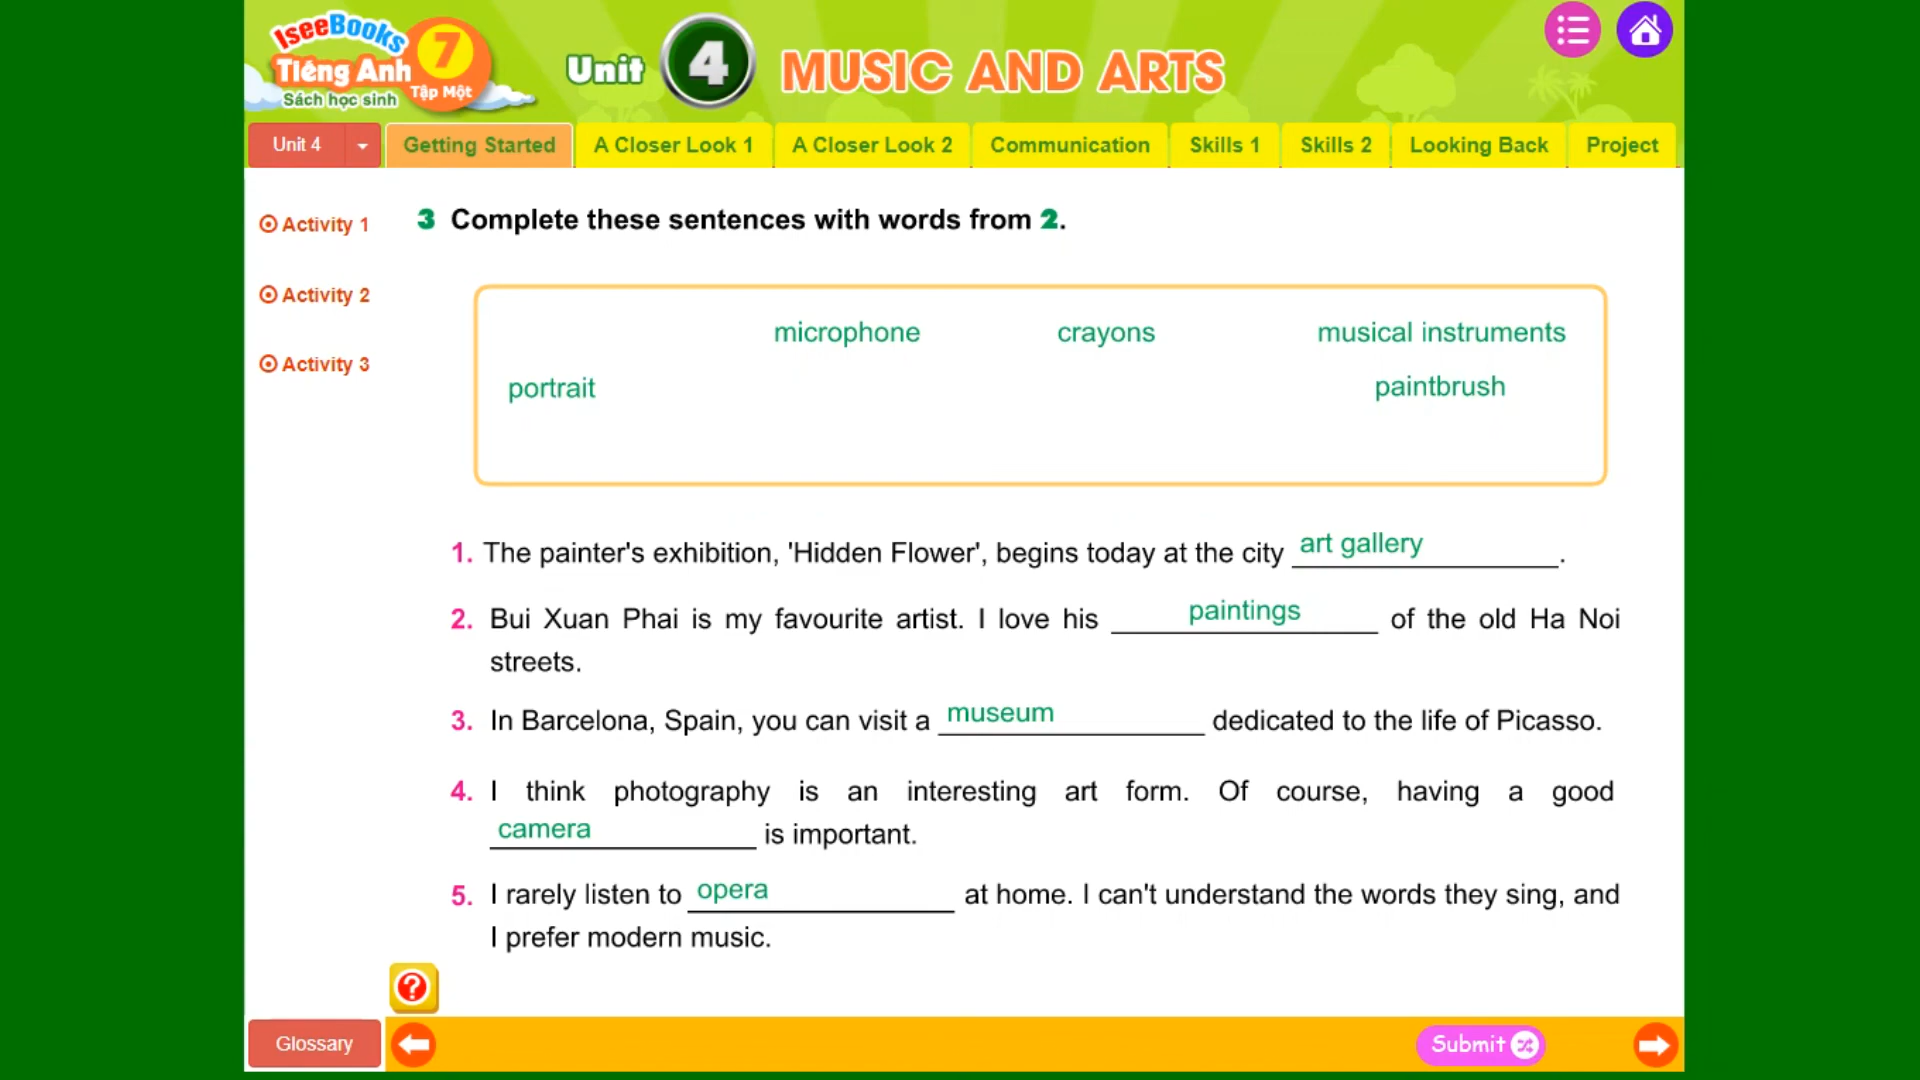 IseeBooks
Tiếng Anh 7
Sách học sinh Tập Một
Unit 4 MUSIC AND ARTS
Unit 4 Getting Started A Closer Look 1 A Closer Look 2 Communication Skills 1 Skills 2 Looking Back Project
Activity 1
Activity 2
Activity 3
3 Complete these sentences with words from 2.
microphone crayons musical instruments
portrait paintbrush
1. The painter's exhibition, 'Hidden Flower', begins today at the city art gallery.
2. Bui Xuan Phai is my favourite artist. I love his paintings of the old Ha Noi
streets.
3. In Barcelona, Spain, you can visit a museum dedicated to the life of Picasso.
4. I think photography is an interesting art form. Of course, having a good
camera is important.
5. I rarely listen to opera at home. I can't understand the words they sing, and
I prefer modern music.
?
Glossary Submit